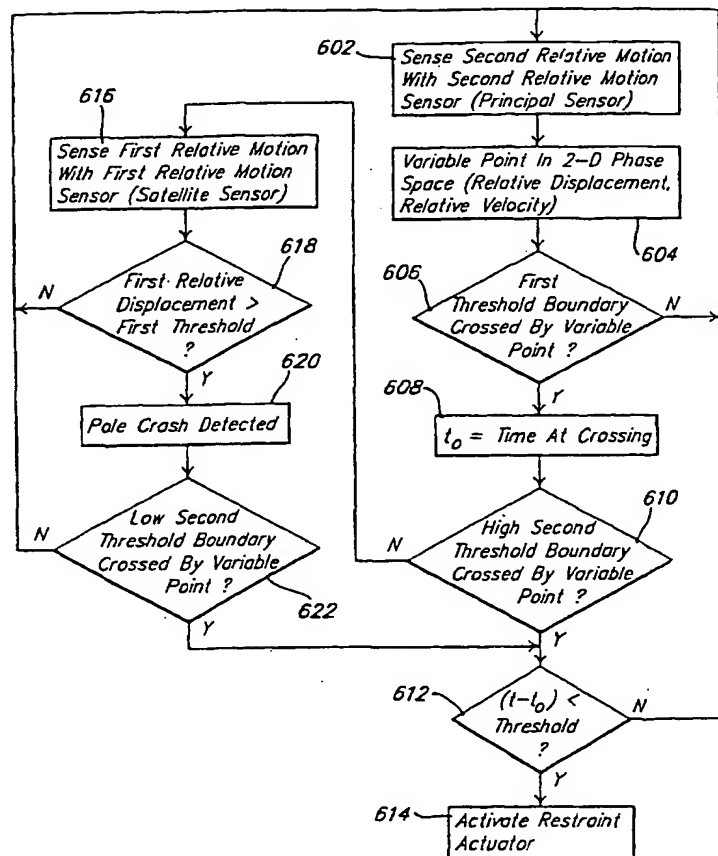 602
Sense Second Relative Motion
With Second Relative Motion
Sensor (Principal Sensor)
Variable Point In 2-D Phase
Space (Relative Displacement,
Relative Velocity)
604
606
First
Threshold Boundary
Crossed By Variable
Point ?
N
Y
608
t₀ = Time At Crossing
610
High Second
Threshold Boundary
Crossed By Variable
Point ?
N
Y
616
Sense First Relative Motion
With First Relative Motion
Sensor (Satellite Sensor)
618
First Relative
Displacement >
First Threshold
?
N
Y
620
Pole Crash Detected
Low Second
Threshold Boundary
Crossed By Variable
Point ?
622
N
Y
612
(t-t₀) <
Threshold
?
N
Y
614
Activate Restraint
Actuator